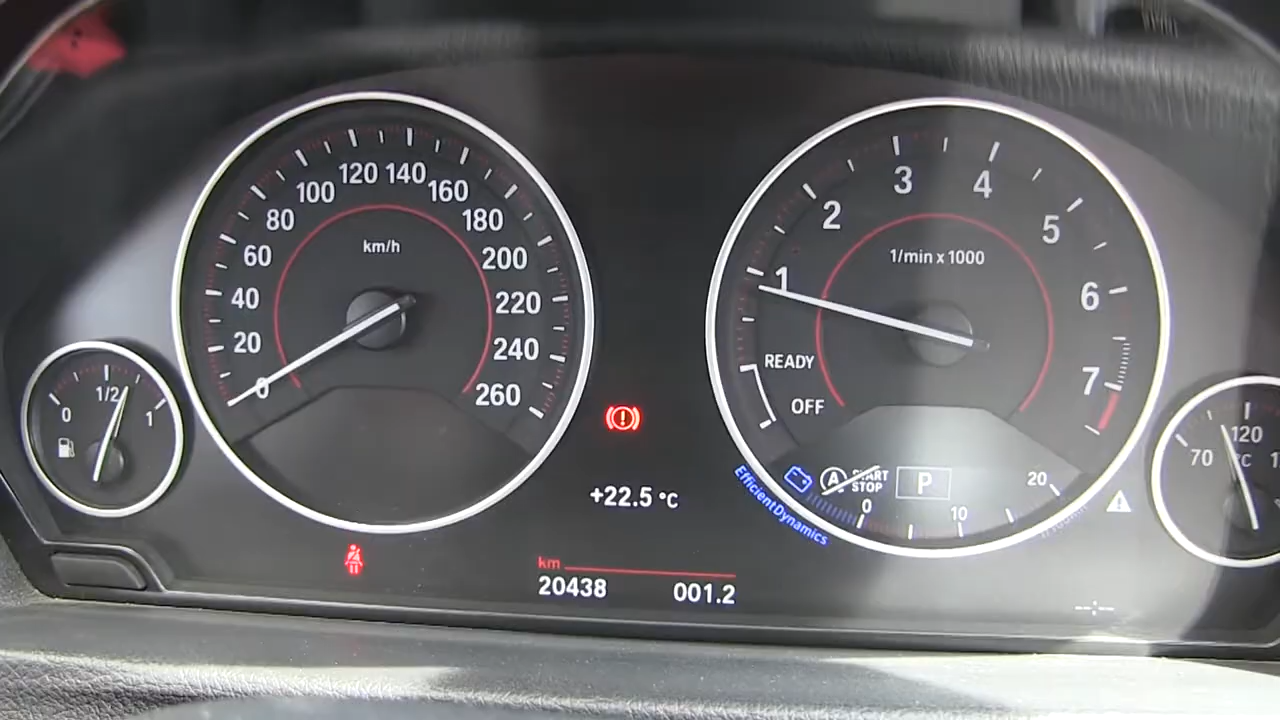 km/h
0
20
40
60
80
100
120
140
160
180
200
220
240
260
0
1/2
1
1/min x 1000
OFF
READY
1
2
3
4
5
6
7
A START
STOP
P
0
10
20
EfficientDynamics
70
120
°C
+22.5 °C
km
20438 001.2
--:--